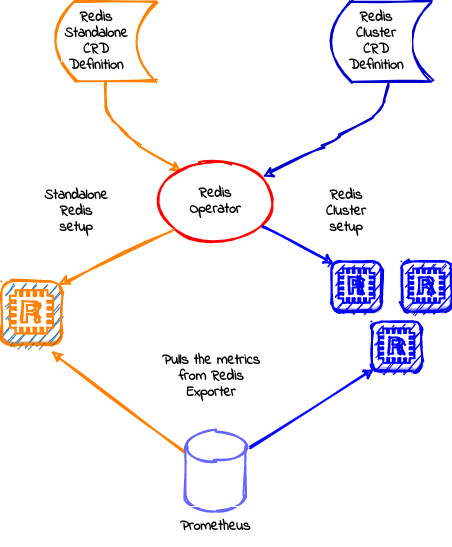 Redis
Standalone
CRD
Definition
Redis
Cluster
CRD
Definition
Redis
Operator
Standalone
Redis
setup
Redis
Cluster
setup
R
R
R
R
Pulls the metrics
from Redis
Exporter
Prometheus